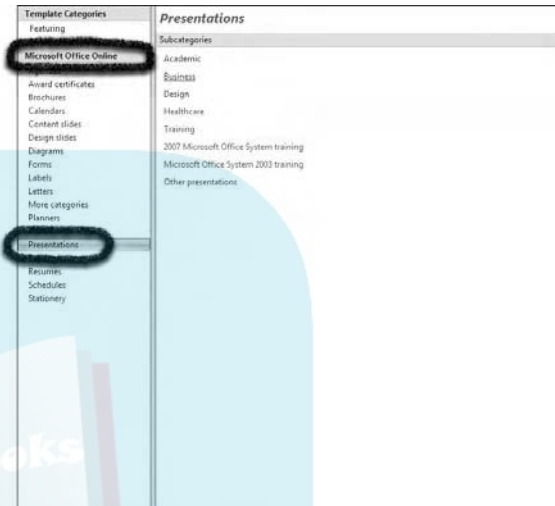 Template Categories
Featuring
Microsoft Office Online
Award certificates
Brochures
Calendars
Content slides
Design slides
Diagrams
Forms
Labels
Letters
More categories
Planners
Presentations
Resumes
Schedules
Stationery
Presentations
Subcategories
Academic
Business
Design
Healthcare
Training
2007 Microsoft Office System training
Microsoft Office System 2003 training
Other presentations
oks